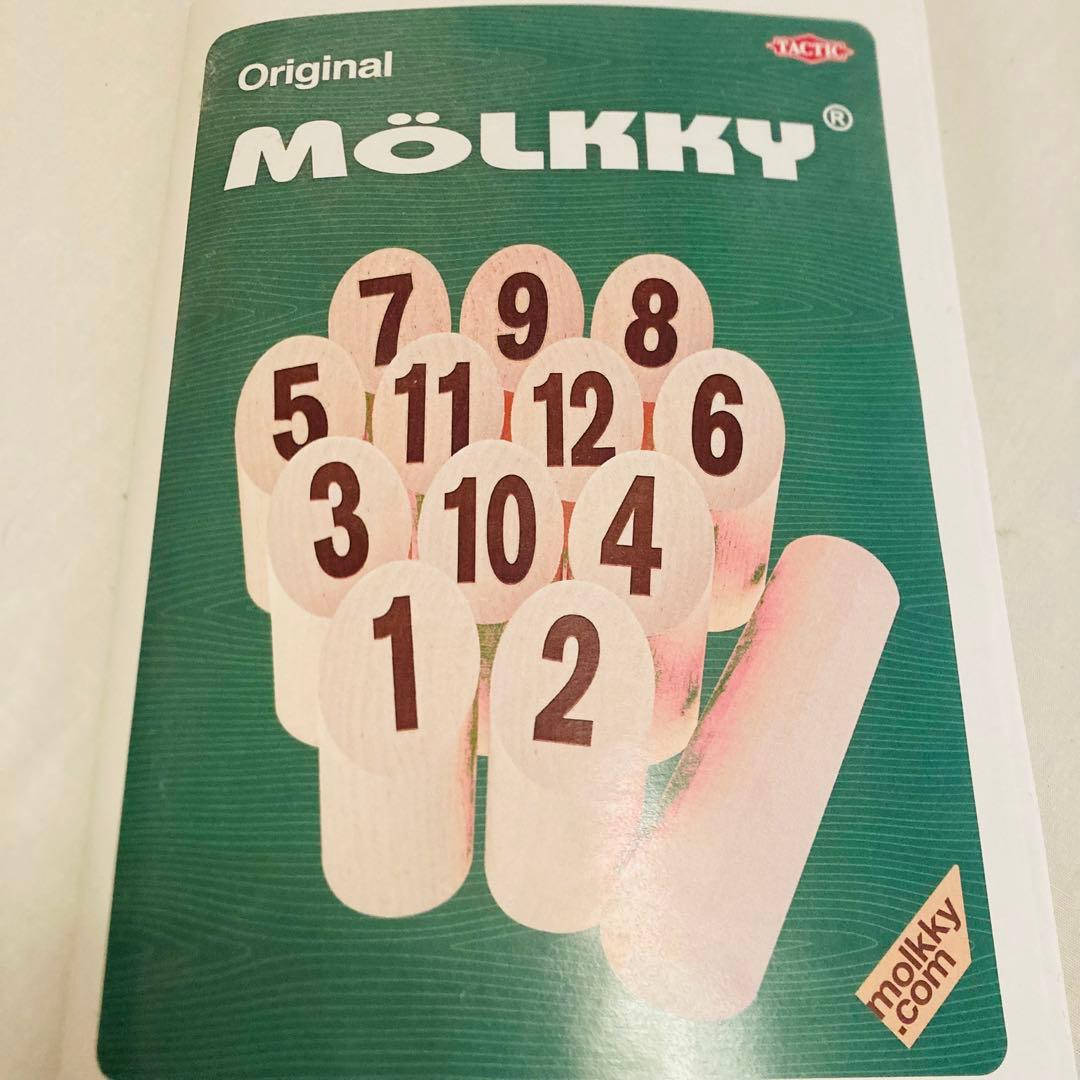 Original
TACTIC
MÖLKKY®
7 9 8
5 11 12 6
3 10 4
1 2
molkky
.com